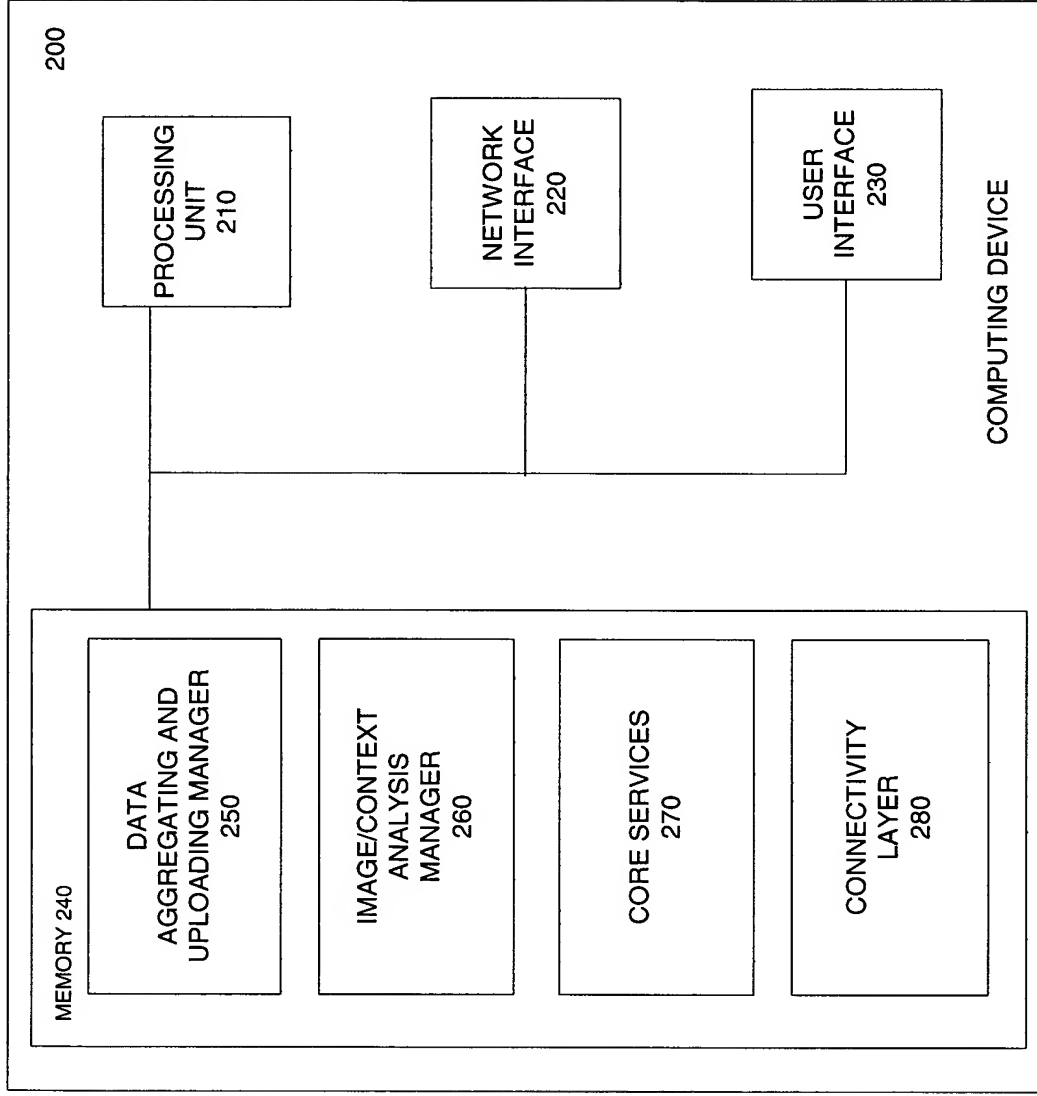 200
MEMORY 240
DATA
AGGREGATING AND
UPLOADING MANAGER
250
IMAGE/CONTEXT
ANALYSIS
MANAGER
260
CORE SERVICES
270
CONNECTIVITY
LAYER
280
PROCESSING
UNIT
210
NETWORK
INTERFACE
220
USER
INTERFACE
230
COMPUTING DEVICE